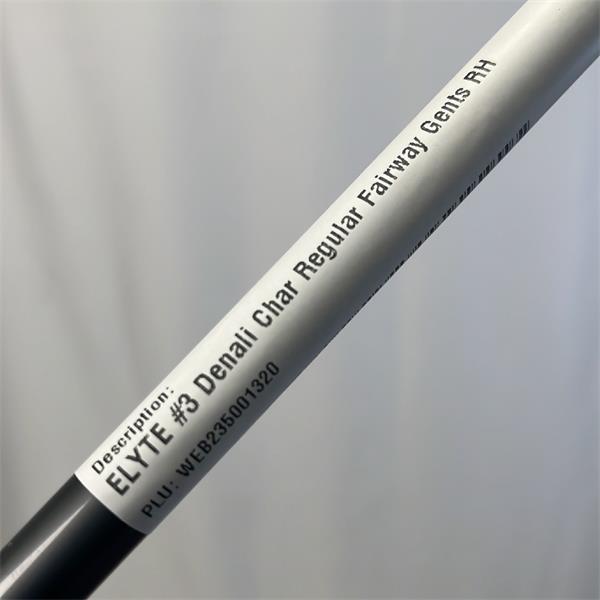 Description:
ELYTE #3 Denali Char Regular Fairway Gents RH
PLU: WEB235001320